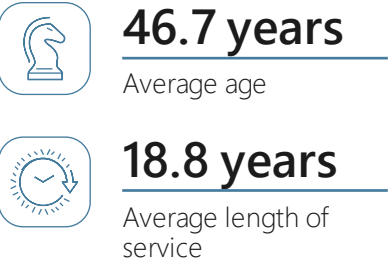 46.7 years
Average age
18.8 years
Average length of
service